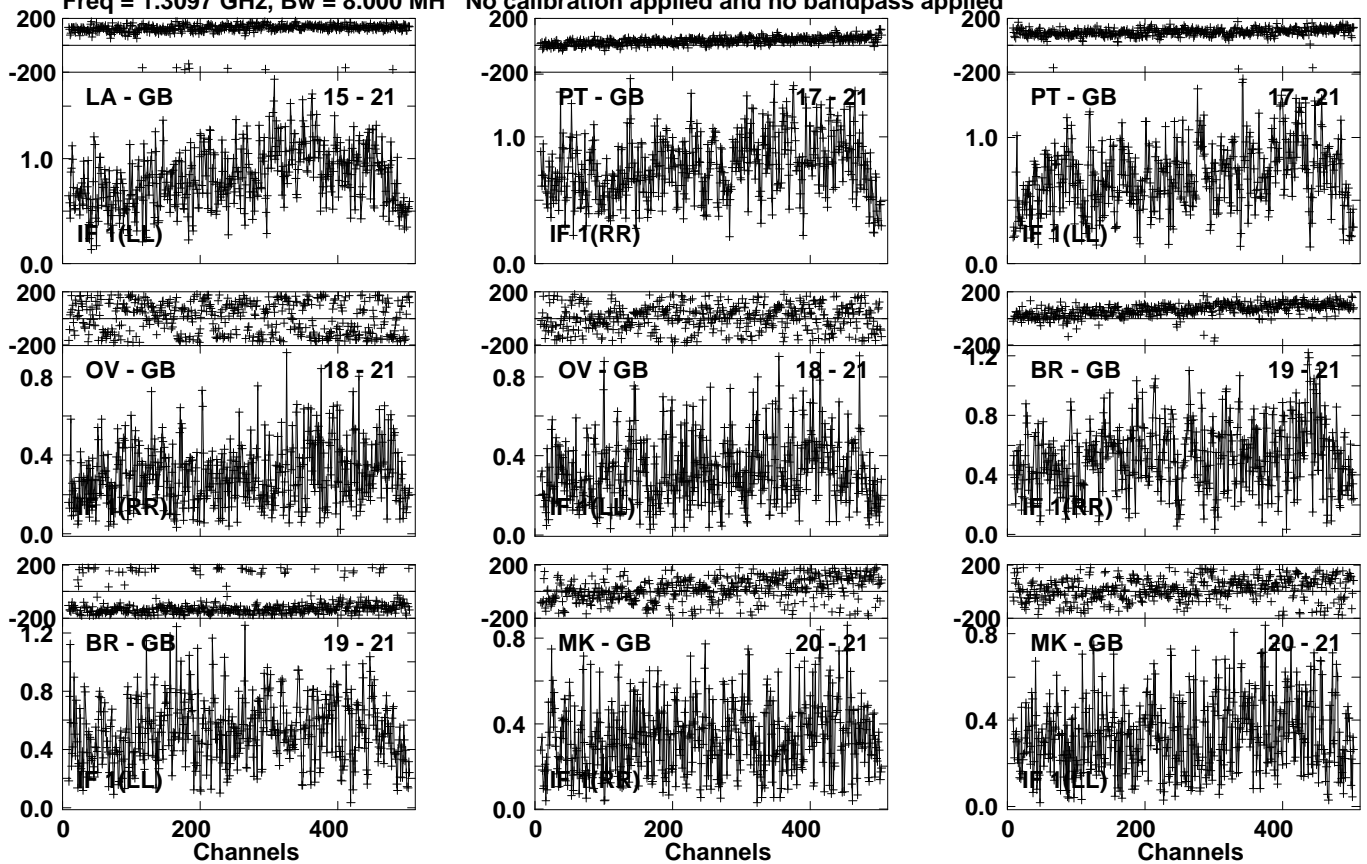 Freq = 1.3097 GHz, Bw = 8.000 MH No calibration applied and no bandpass applied
200
-200
LA - GB 15 - 21
1.0
IF 1(LL)
0.0
200
-200
PT - GB 17 - 21
1.0
IF 1(RR)
0.0
200
-200
PT - GB 17 - 21
1.0
IF 1(LL)
0.0
200
-200
OV - GB 18 - 21
0.8
0.4
IF 1(RR)
0.0
200
-200
OV - GB 18 - 21
0.8
0.4
IF 1(LL)
0.0
200
-200
1.2
BR - GB 19 - 21
0.8
0.4
IF 1(RR)
0.0
200
-200
1.2
BR - GB 19 - 21
0.8
0.4
IF 1(LL)
0.0
0 200 400
Channels
200
-200
0.8
MK - GB 20 - 21
0.4
IF 1(RR)
0.0
0 200 400
Channels
200
-200
0.8
MK - GB 20 - 21
0.4
IF 1(LL)
0.0
0 200 400
Channels